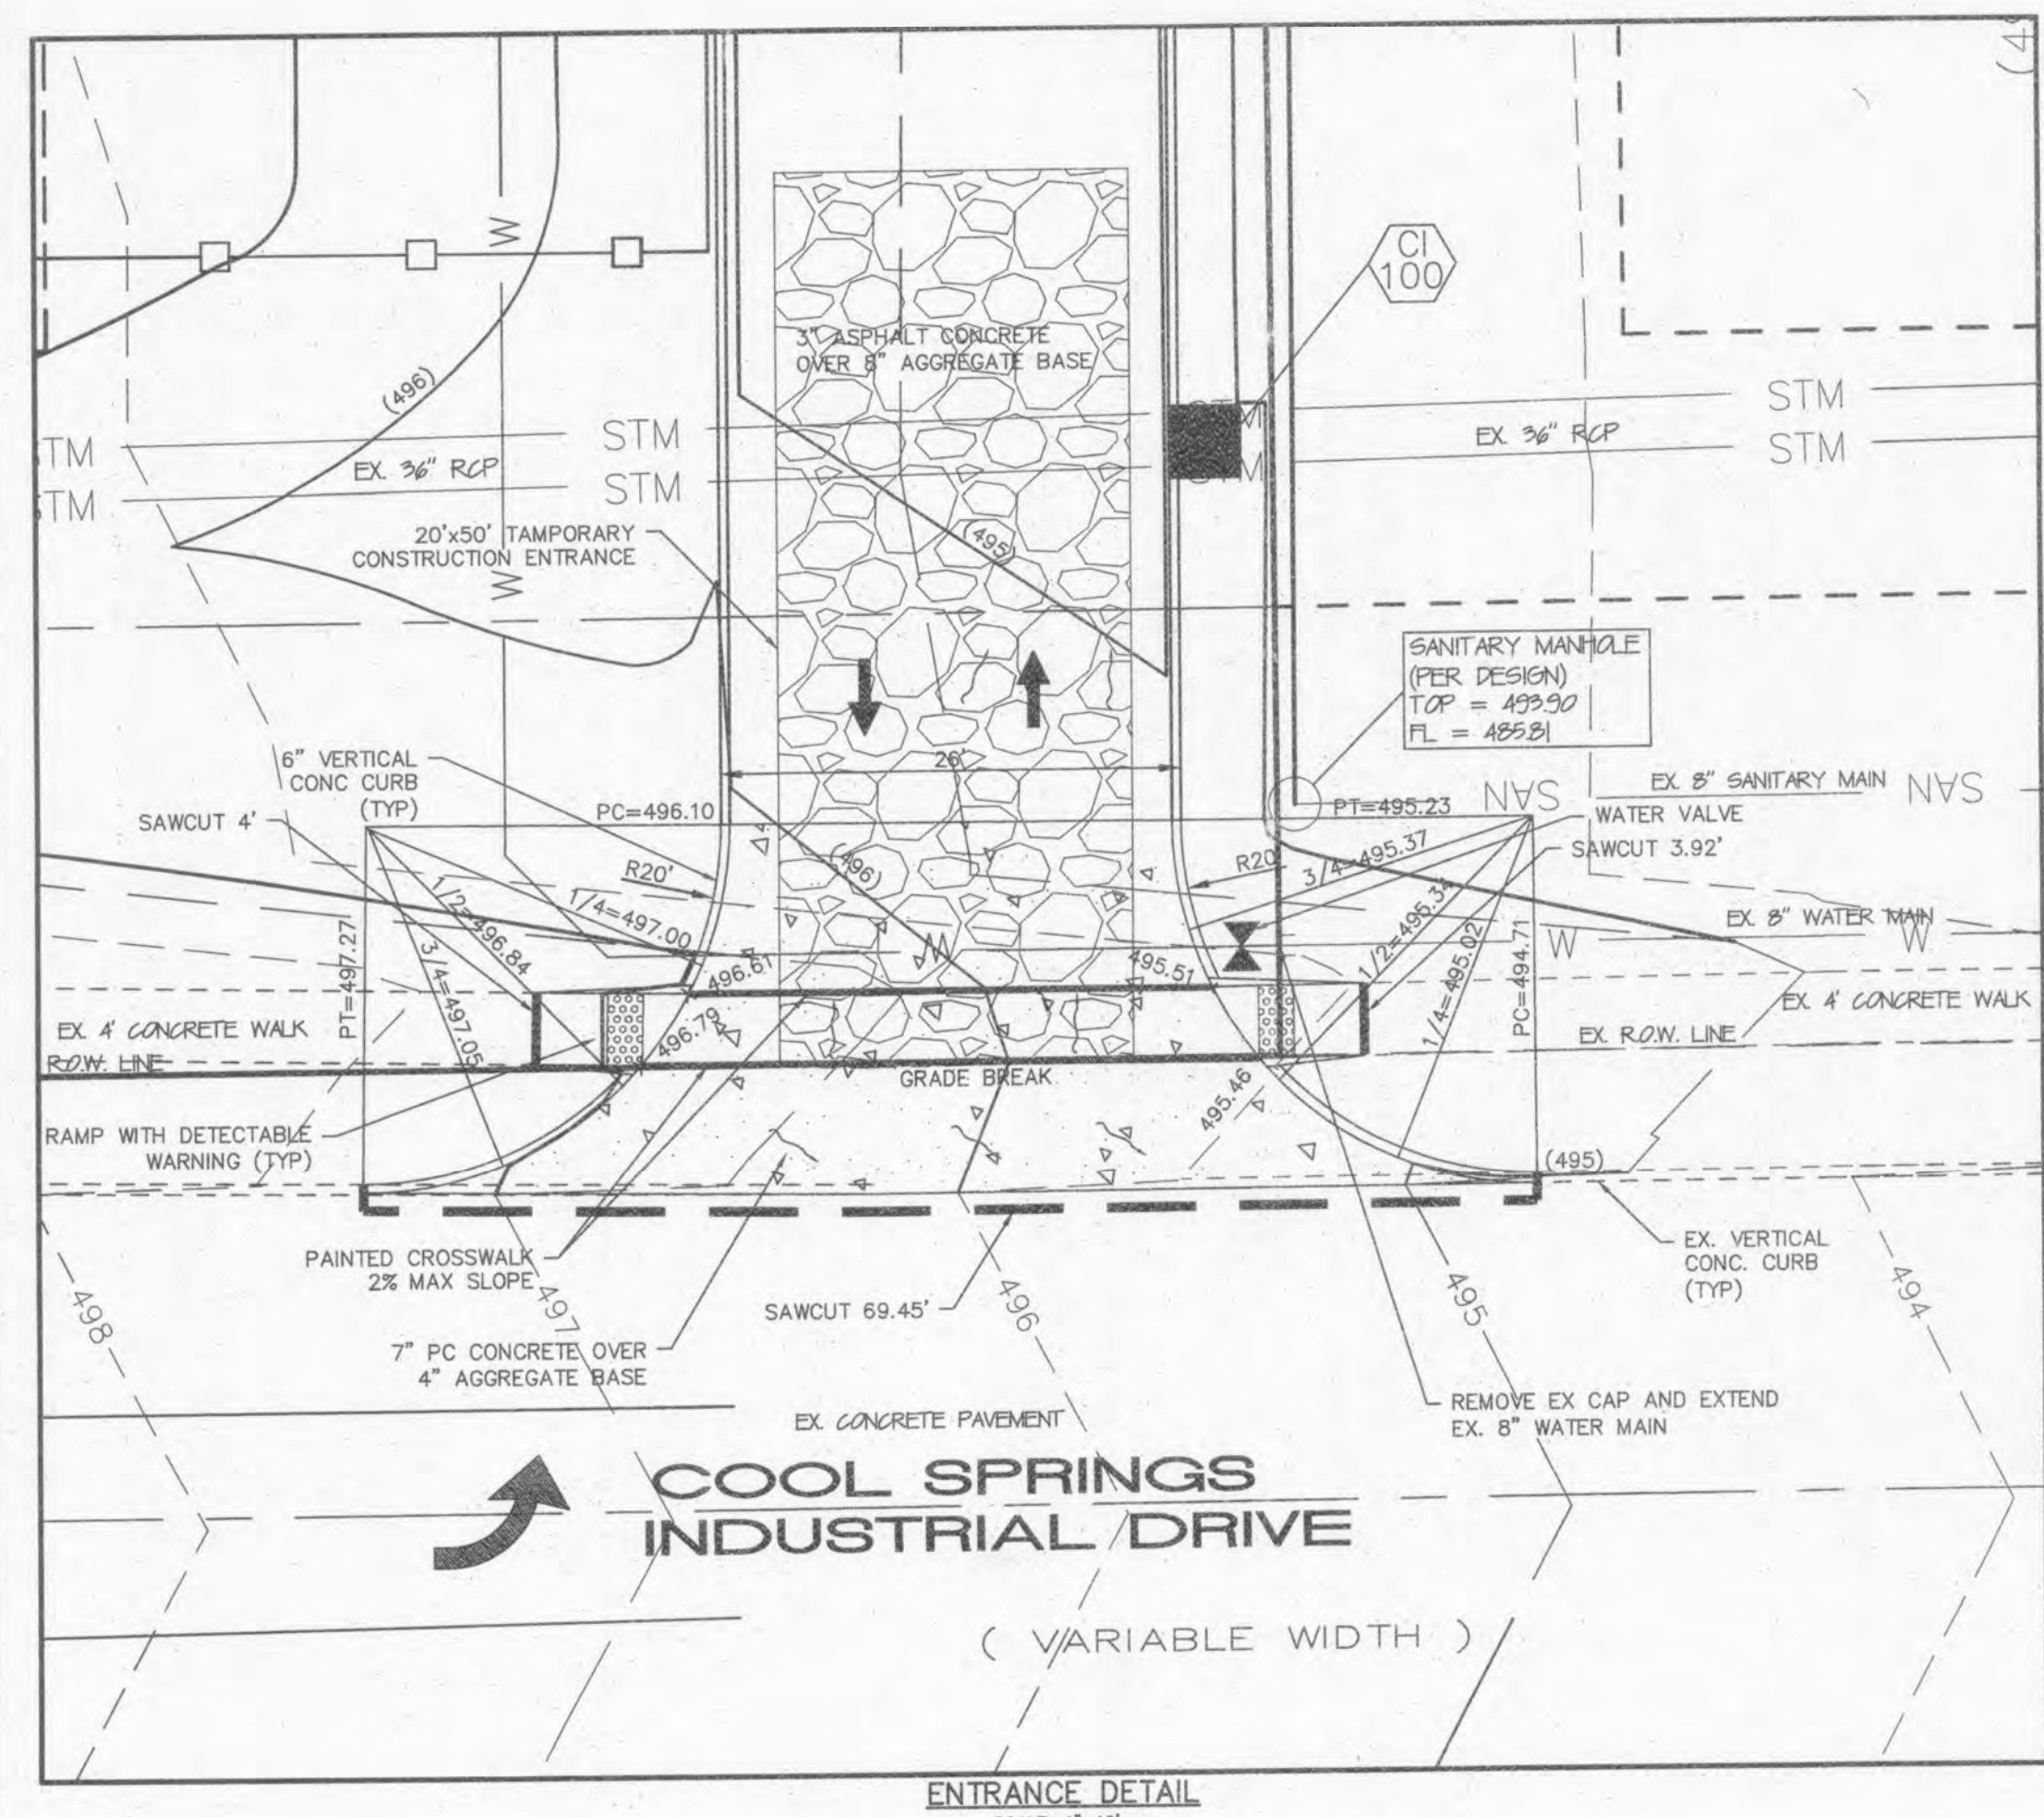 CI
100
3" ASPHALT CONCRETE
OVER 8" AGGREGATE BASE
W
(496)
STM
STM
STM
STM
STM
STM
EX. 36" RCP
EX. 36" RCP
20'x50' TAMPORARY
CONSTRUCTION ENTRANCE
W
(495)
SANITARY MANHOLE
(PER DESIGN)
TOP = 493.90
FL = 485.81
6" VERTICAL
CONC CURB
(TYP)
26'
EX. 8" SANITARY MAIN
SAN
SAN
PC=496.10
PT=495.23
WATER VALVE
SAWCUT 4'
SAWCUT 3.92'
R20'
(496)
R20'
3/4=495.37
1/2=496.84
1/4=497.00
3/4=497.05
PT=497.27
EX. 8" WATER MAIN
W
W
W
496.61
495.51
1/2=495.34
1/4=495.02
PC=494.71
EX. 4' CONCRETE WALK
EX. 4' CONCRETE WALK
496.79
R.O.W. LINE
EX. R.O.W. LINE
GRADE BREAK
495.46
RAMP WITH DETECTABLE
WARNING (TYP)
(495)
PAINTED CROSSWALK
2% MAX SLOPE
EX. VERTICAL
CONC. CURB
(TYP)
498
497
496
495
494
SAWCUT 69.45'
7" PC CONCRETE OVER
4" AGGREGATE BASE
REMOVE EX CAP AND EXTEND
EX. 8" WATER MAIN
EX. CONCRETE PAVEMENT
COOL SPRINGS
INDUSTRIAL DRIVE
( VARIABLE WIDTH )
ENTRANCE DETAIL